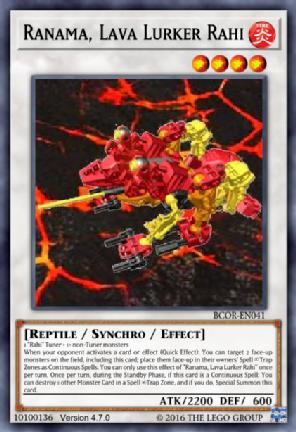 RANAMA, LAVA LURKER RAHI
FIRE
炎
BCOR-EN041
[REPTILE / SYNCHRO / EFFECT]
1 "Rahi" Tuner + 1+ non-Tuner monsters
When your opponent activates a card or effect (Quick Effect): You can target 2 face-up
monsters on the field, including this card; place them face-up in their owners' Spell & Trap
Zones as Continuous Spells. You can only use this effect of "Ranama, Lava Lurker Rahi" once
per turn. Once per turn, during the Standby Phase, if this card is a Continuous Spell: You
can destroy 1 other Monster Card in a Spell & Trap Zone, and if you do, Special Summon this
card.
ATK/2200 DEF/ 600
10100136 Version 4.7.0 © 2016 THE LEGO GROUP